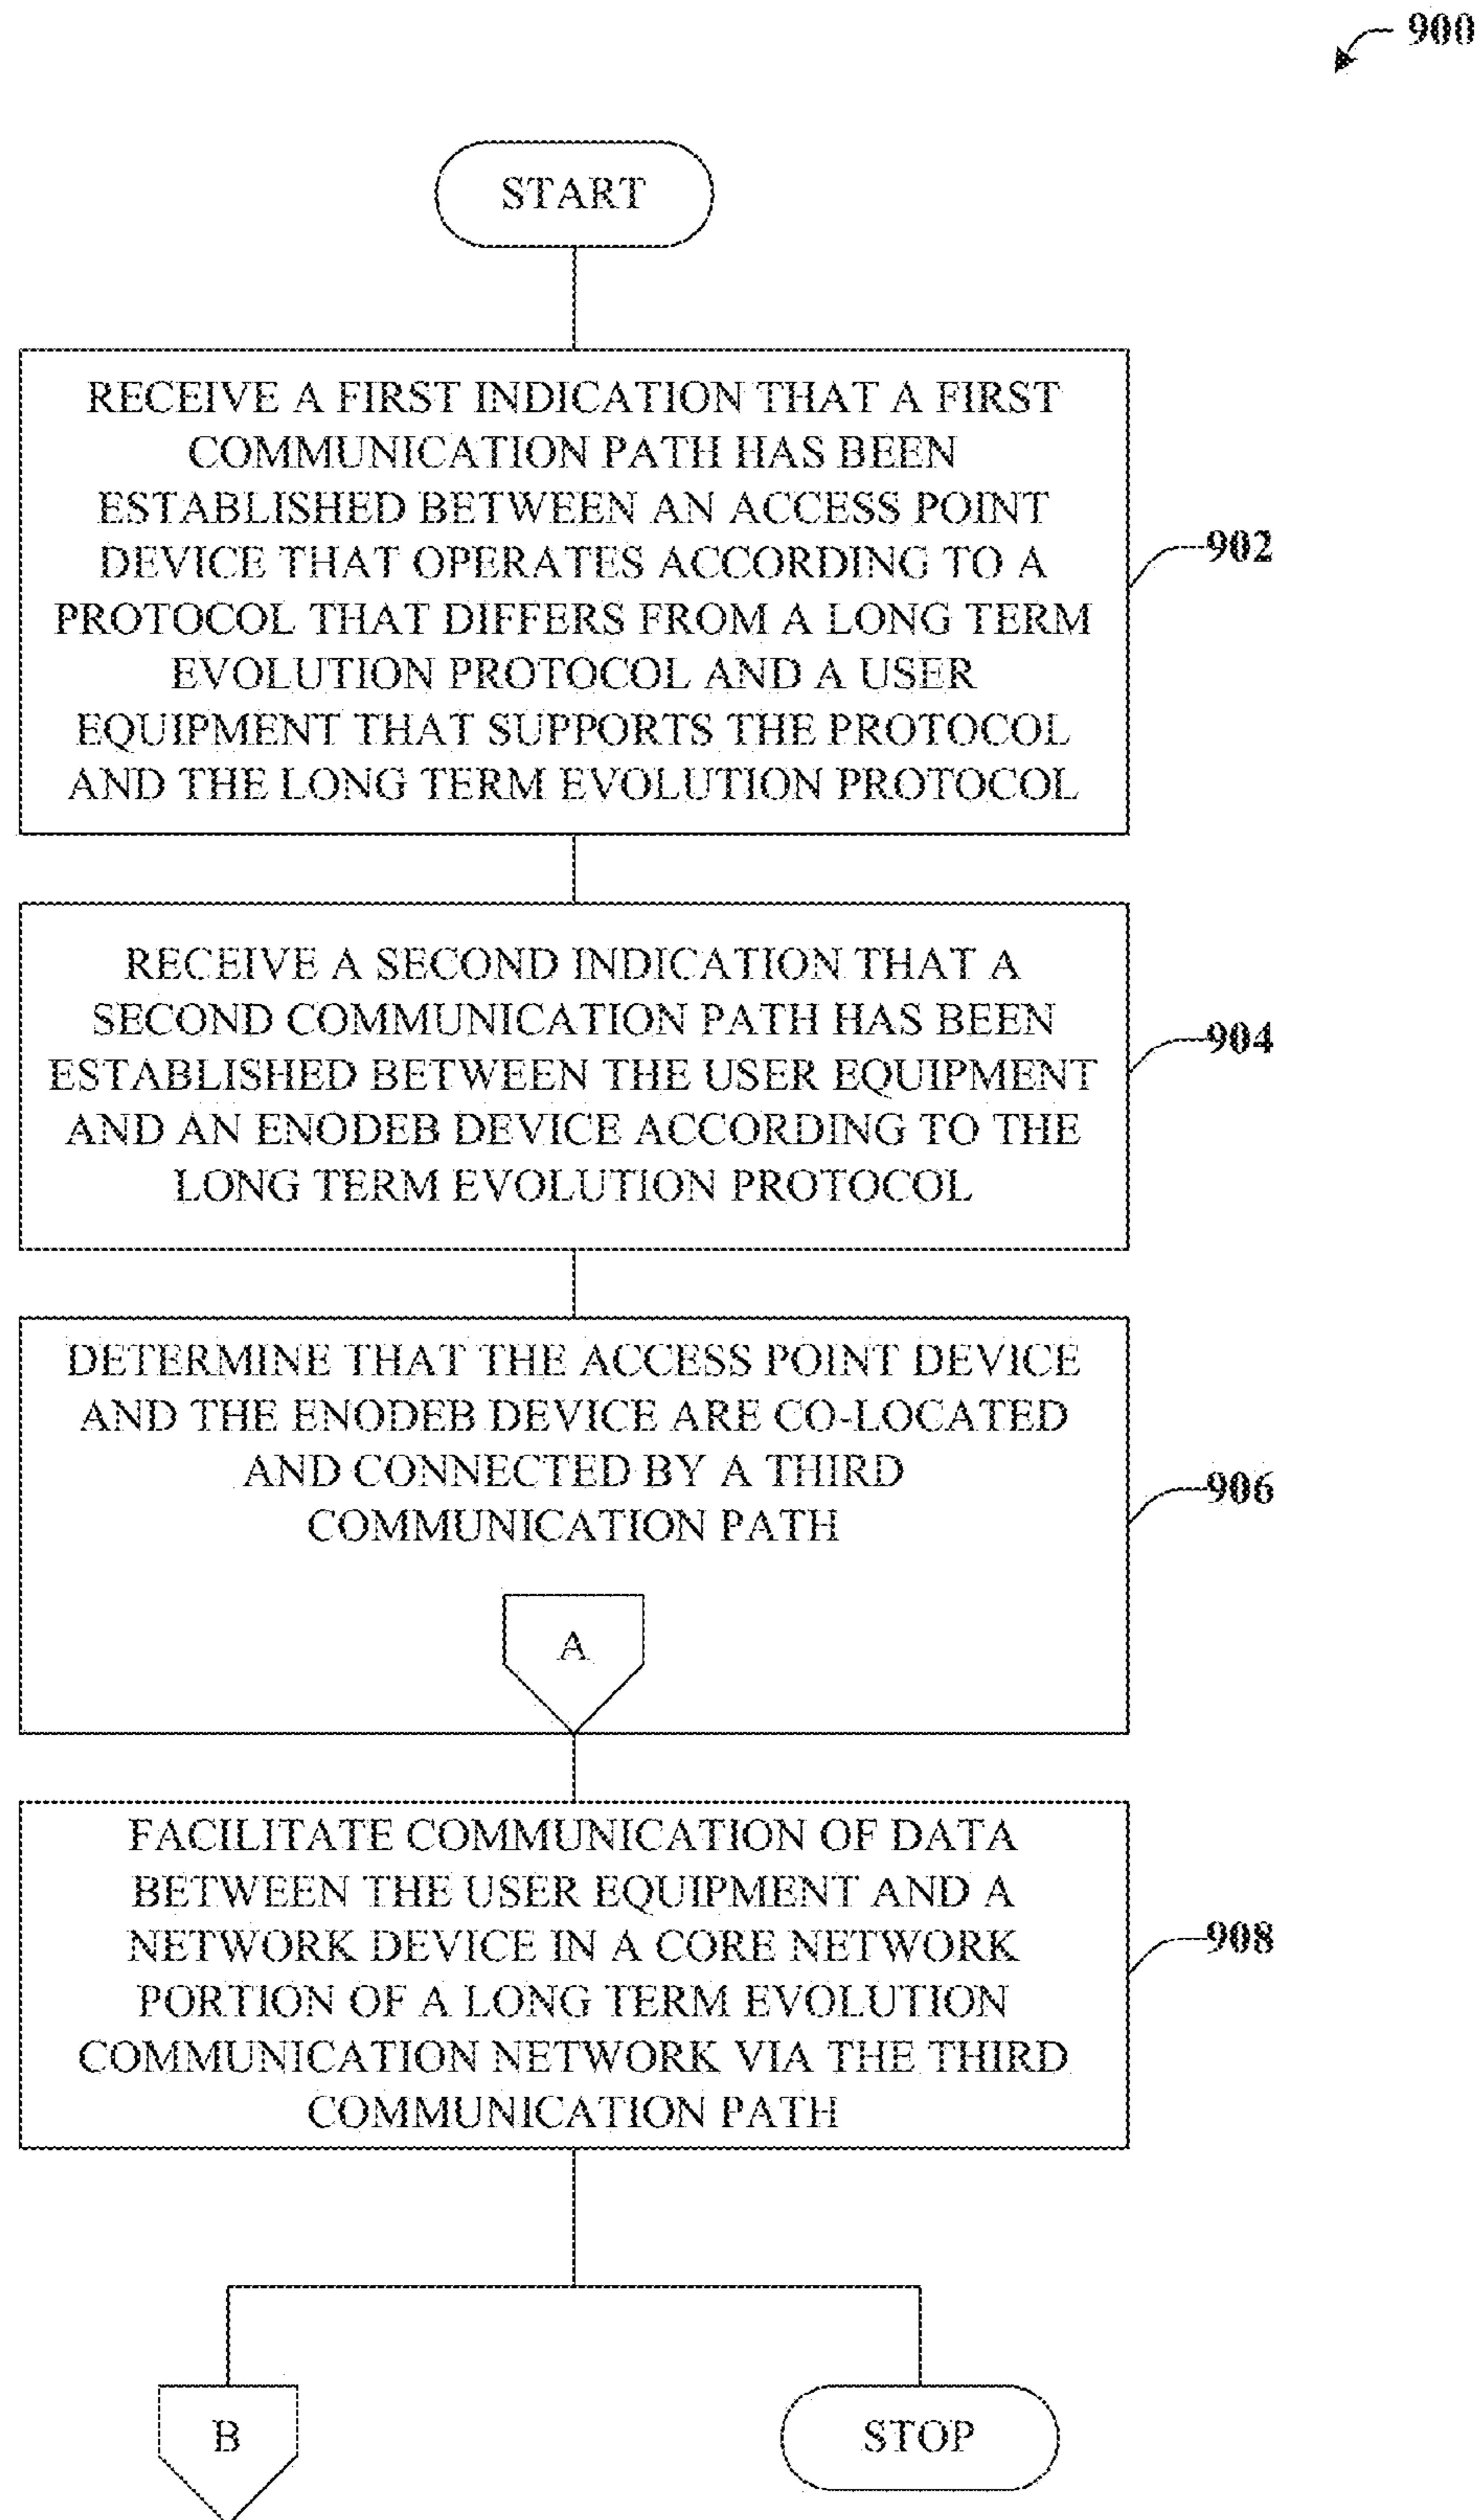 900
START
RECEIVE A FIRST INDICATION THAT A FIRST
COMMUNICATION PATH HAS BEEN
ESTABLISHED BETWEEN AN ACCESS POINT
DEVICE THAT OPERATES ACCORDING TO A
PROTOCOL THAT DIFFERS FROM A LONG TERM
EVOLUTION PROTOCOL AND A USER
EQUIPMENT THAT SUPPORTS THE PROTOCOL
AND THE LONG TERM EVOLUTION PROTOCOL
902
RECEIVE A SECOND INDICATION THAT A
SECOND COMMUNICATION PATH HAS BEEN
ESTABLISHED BETWEEN THE USER EQUIPMENT
AND AN ENODEB DEVICE ACCORDING TO THE
LONG TERM EVOLUTION PROTOCOL
904
DETERMINE THAT THE ACCESS POINT DEVICE
AND THE ENODEB DEVICE ARE CO-LOCATED
AND CONNECTED BY A THIRD
COMMUNICATION PATH
906
A
FACILITATE COMMUNICATION OF DATA
BETWEEN THE USER EQUIPMENT AND A
NETWORK DEVICE IN A CORE NETWORK
PORTION OF A LONG TERM EVOLUTION
COMMUNICATION NETWORK VIA THE THIRD
COMMUNICATION PATH
908
B
STOP